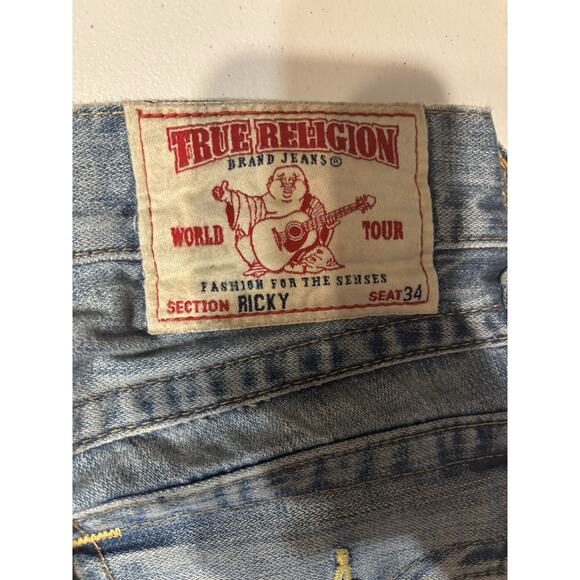 TRUE RELIGION
BRAND JEANS®
WORLD TOUR
FASHION FOR THE SENSES
SECTION RICKY SEAT 34